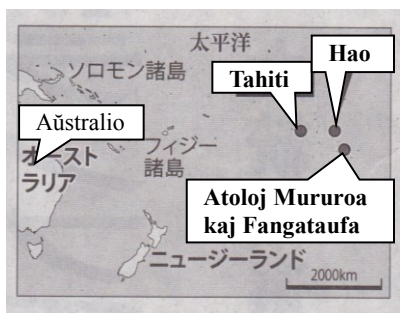 太平洋
Hao
Tahiti
ソロモン諸島
Aŭstralio
フィジー
諸島
オースト
ラリア
Atoloj Mururoa
kaj Fangataufa
ニュージーランド
2000km